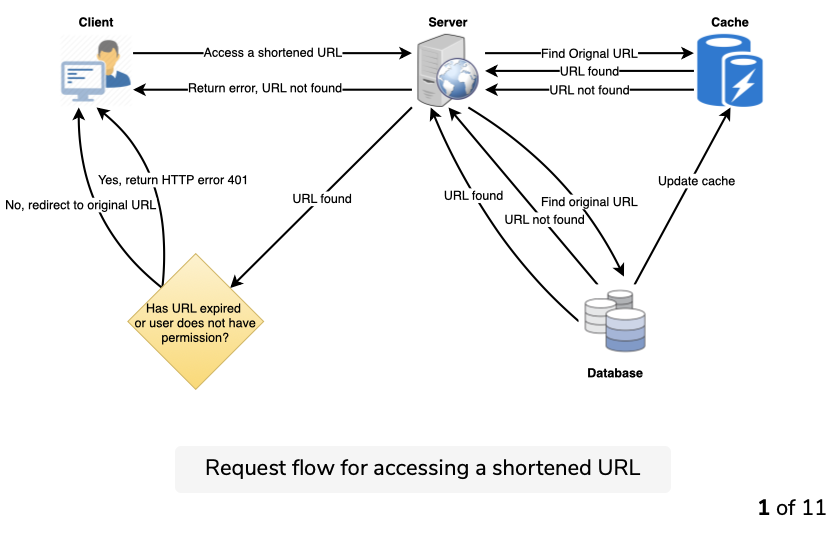 Client
Server
Cache
Access a shortened URL
Find Orignal URL
URL found
Return error, URL not found
URL not found
Yes, return HTTP error 401
Update cache
URL found
URL found
Find original URL
No, redirect to original URL
URL not found
Has URL expired
or user does not have
permission?
Database
Request flow for accessing a shortened URL
1 of 11